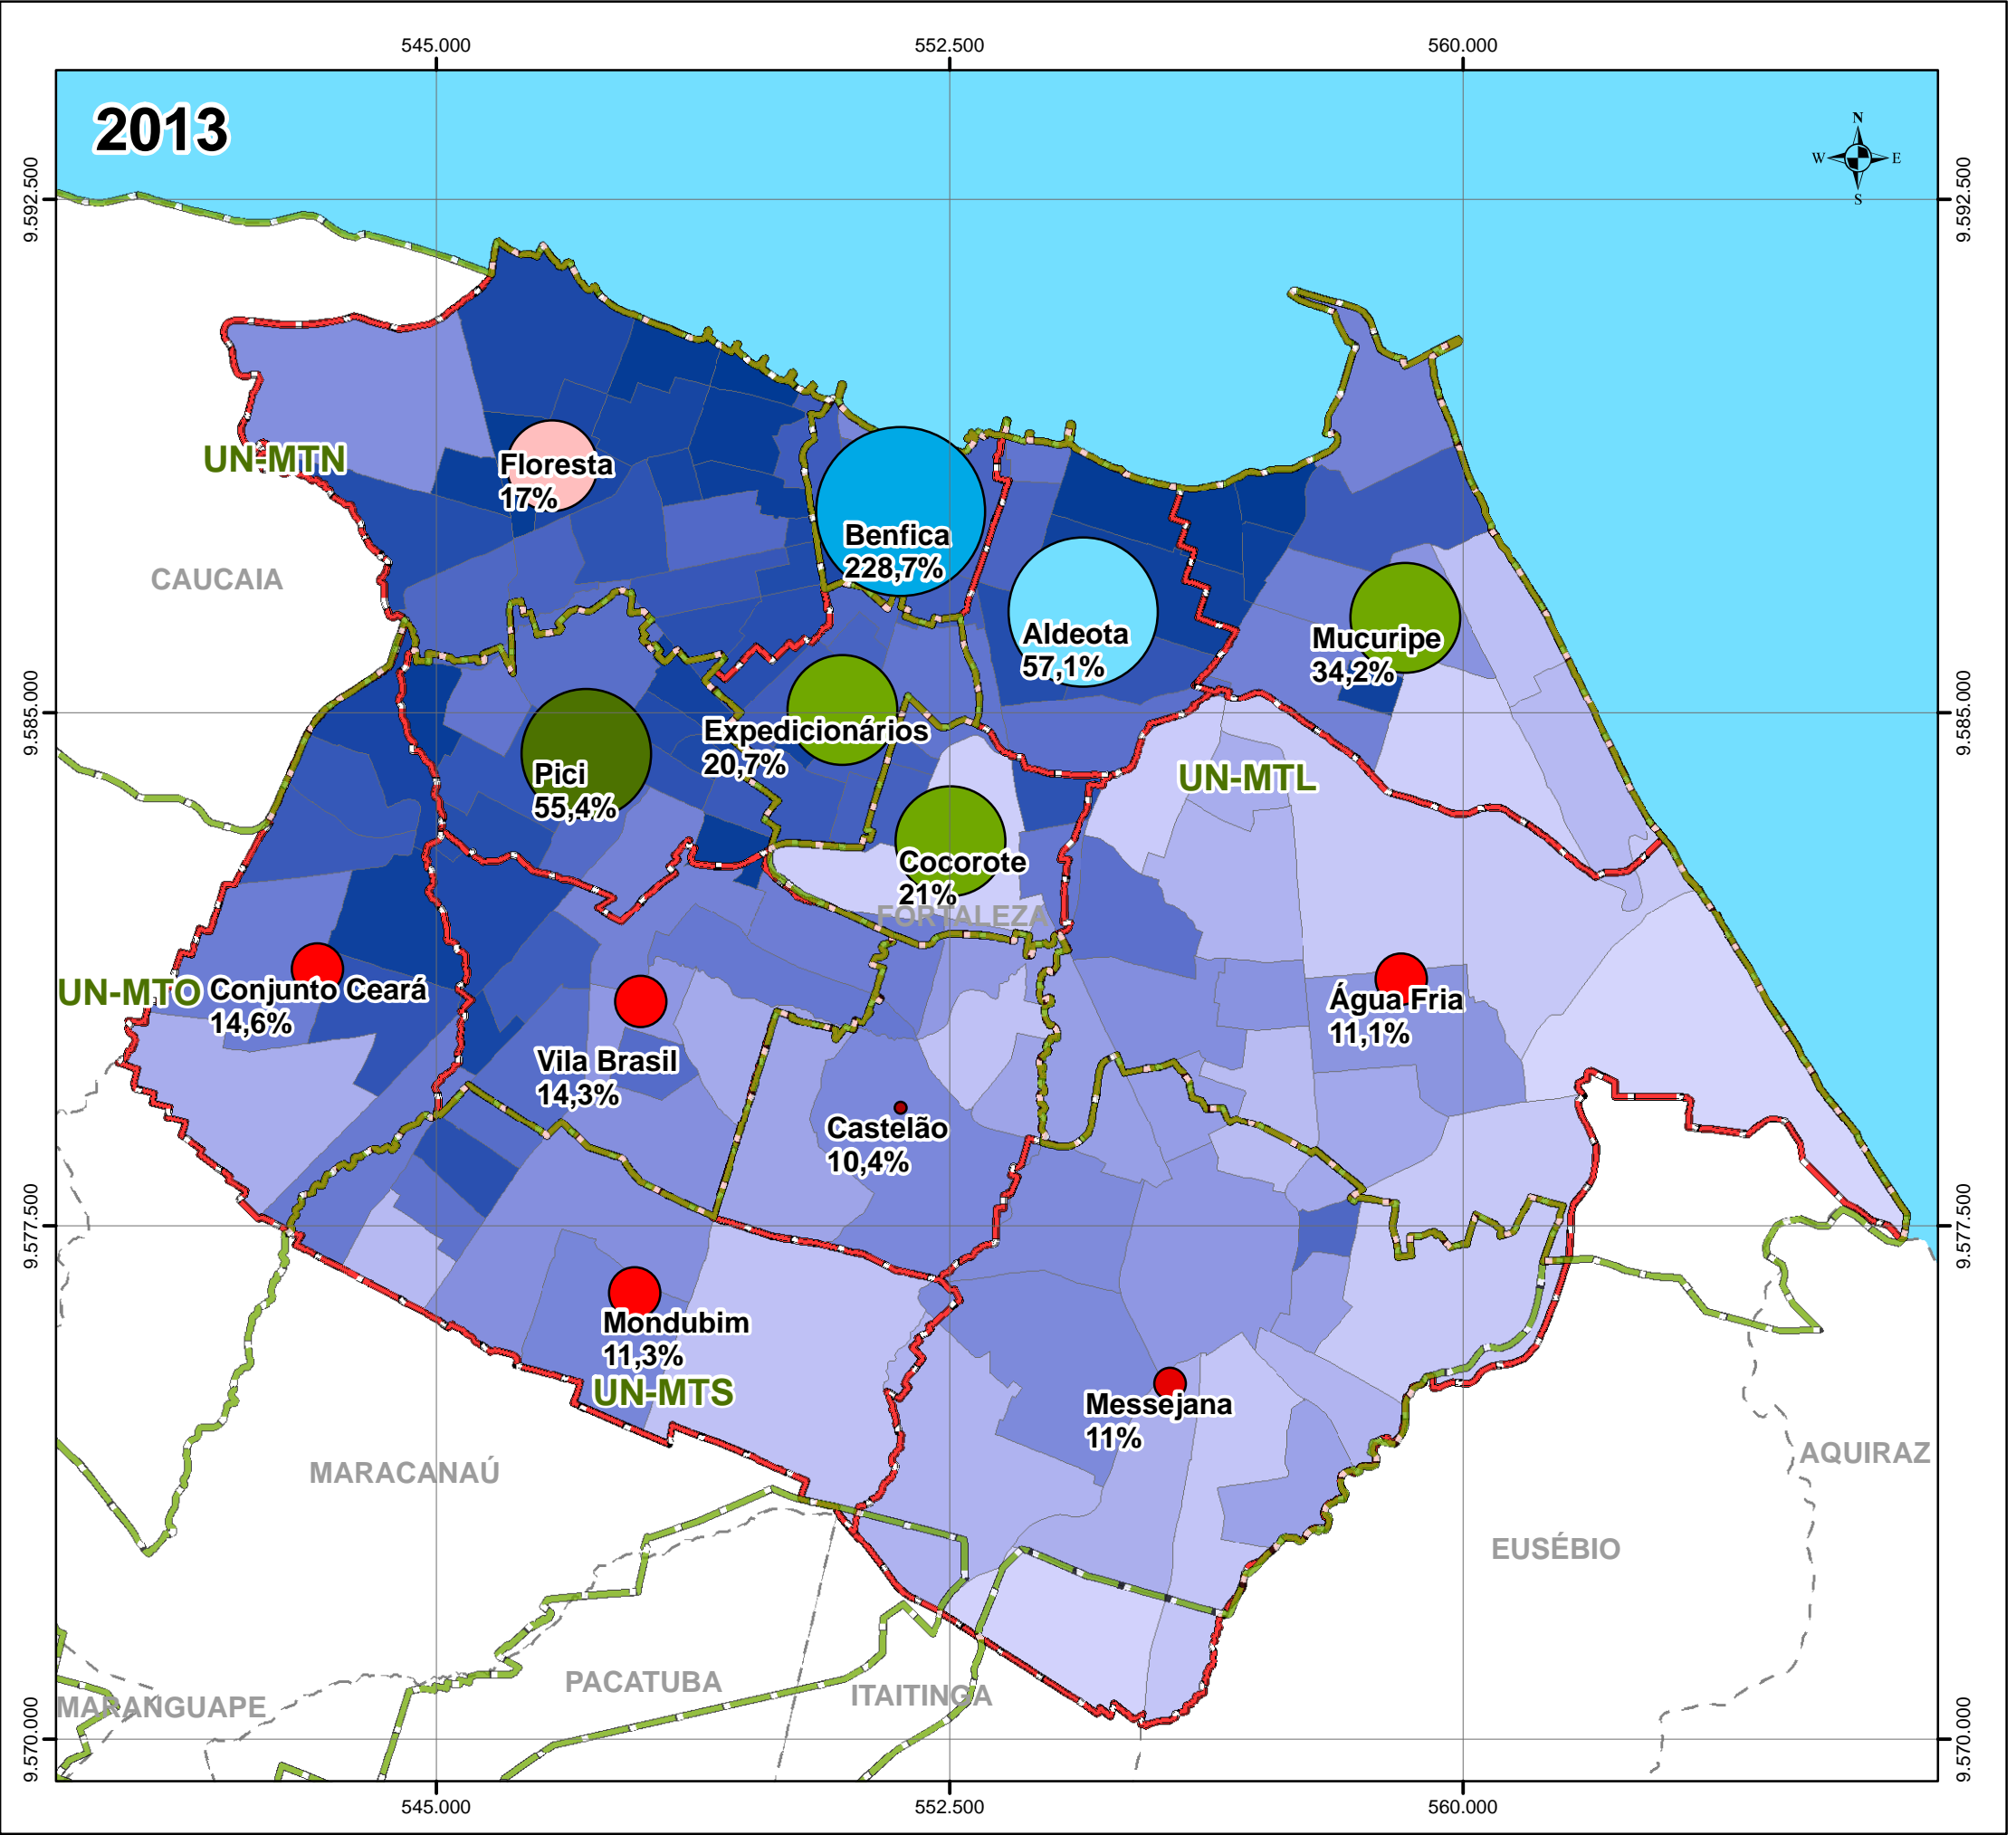 545.000
552.500
560.000
2013
N
W E
S
9.592.500
9.592.500
UN-MTN
Floresta
17%
Benfica
228,7%
CAUCAIA
Aldeota
57,1%
Mucuripe
34,2%
9.585.000
9.585.000
Expedicionários
20,7%
Pici
55,4%
UN-MTL
Cocorote
21%
FORTALEZA
UN-MTO
Conjunto Ceará
14,6%
Água Fria
11,1%
Vila Brasil
14,3%
Castelão
10,4%
9.577.500
9.577.500
Mondubim
11,3%
UN-MTS
Messejana
11%
MARACANAÚ
AQUIRAZ
EUSÉBIO
PACATUBA
ITAITINGA
MARANGUAPE
9.570.000
9.570.000
545.000
552.500
560.000